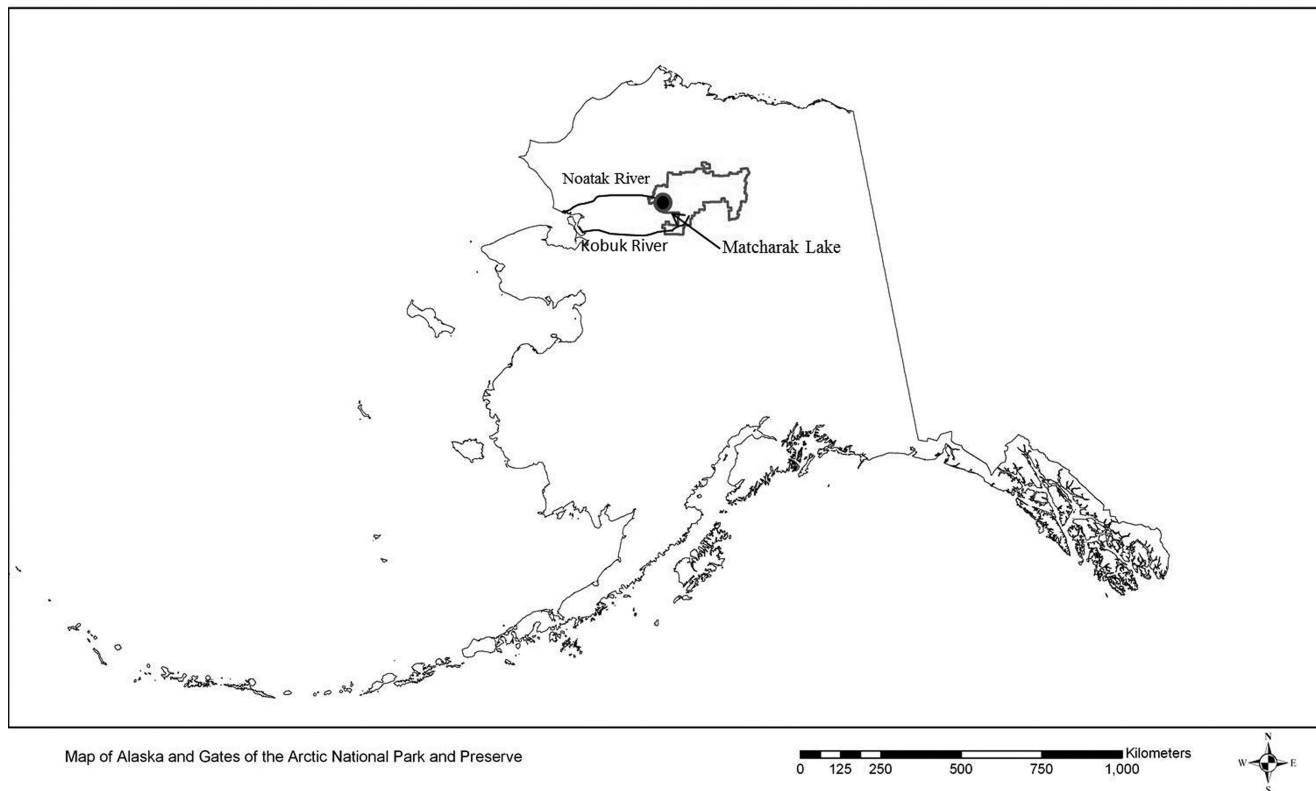 Noatak River
Kobuk River
Matcharak Lake
Map of Alaska and Gates of the Arctic National Park and Preserve
Kilometers
0 125 250 500 750 1,000
N
W E
S